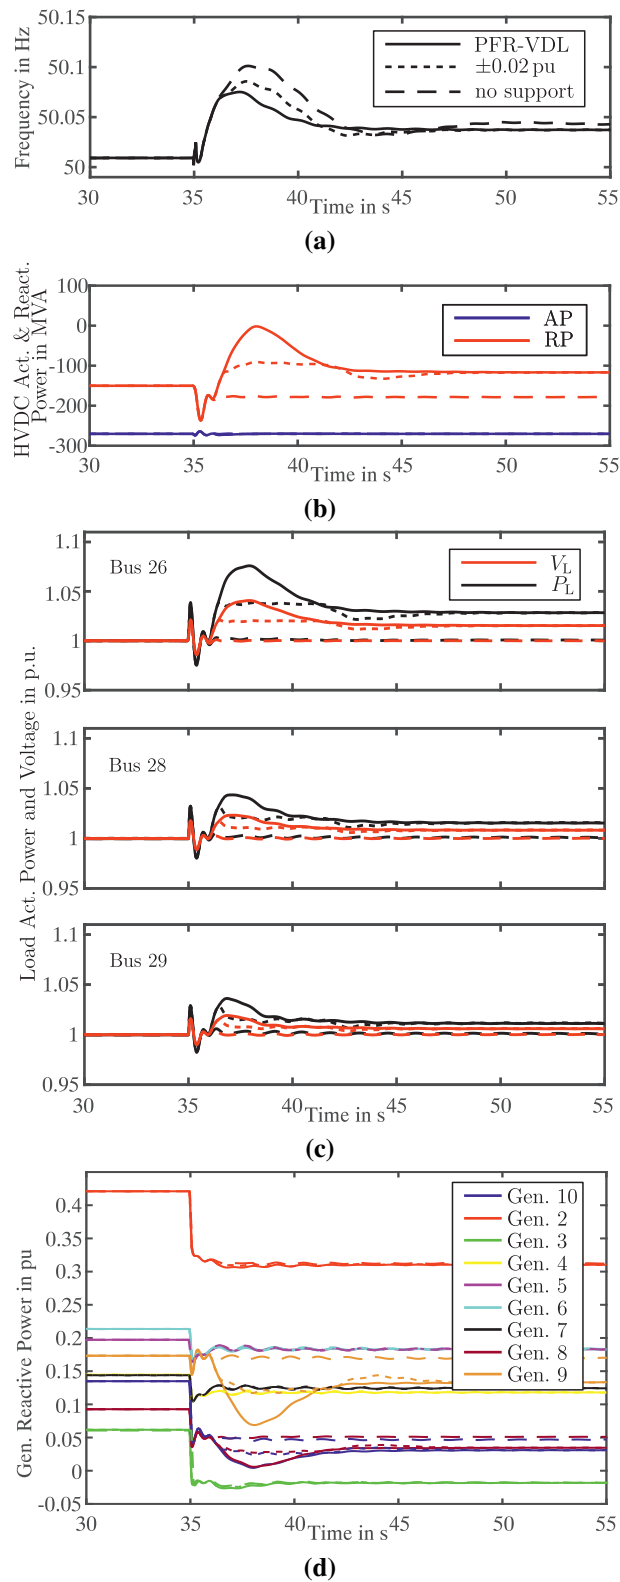 Frequency in Hz
50.15
50.1
50.05
50
PFR-VDL
±0.02 pu
no support
30 35 40 45 50 55
Time in s
(a)
HVDC Act. & React.
Power in MVA
100
0
-100
-200
-300
AP
RP
30 35 40 45 50 55
Time in s
(b)
Load Act. Power and Voltage in p.u.
1.1
1.05
1
0.95
Bus 26
V_L
P_L
1.1
1.05
1
0.95
Bus 28
1.1
1.05
1
0.95
Bus 29
30 35 40 45 50 55
Time in s
(c)
Gen. Reactive Power in pu
0.4
0.3
0.2
0.15
0.1
0.05
0
-0.05
Gen. 10
Gen. 2
Gen. 3
Gen. 4
Gen. 5
Gen. 6
Gen. 7
Gen. 8
Gen. 9
30 35 40 45 50 55
Time in s
(d)